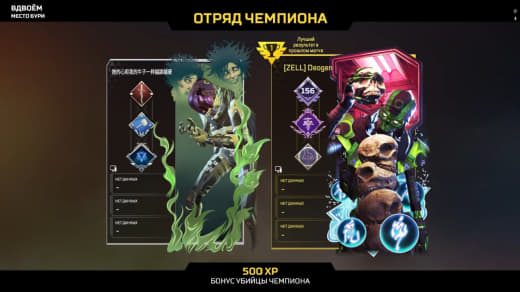 ВДВОЁМ
МЕСТО БУРИ
ОТРЯД ЧЕМПИОНА
Лучший
результат в
прошлом матче
1
[ZELL] Deogen
156
НЕТ ДАННЫХ
-
НЕТ ДАННЫХ
-
НЕТ ДАННЫХ
-
НЕТ ДАННЫХ
-
НЕТ ДАННЫХ
-
НЕТ ДАННЫХ
-
500 XP
БОНУС УБИЙЦЫ ЧЕМПИОНА